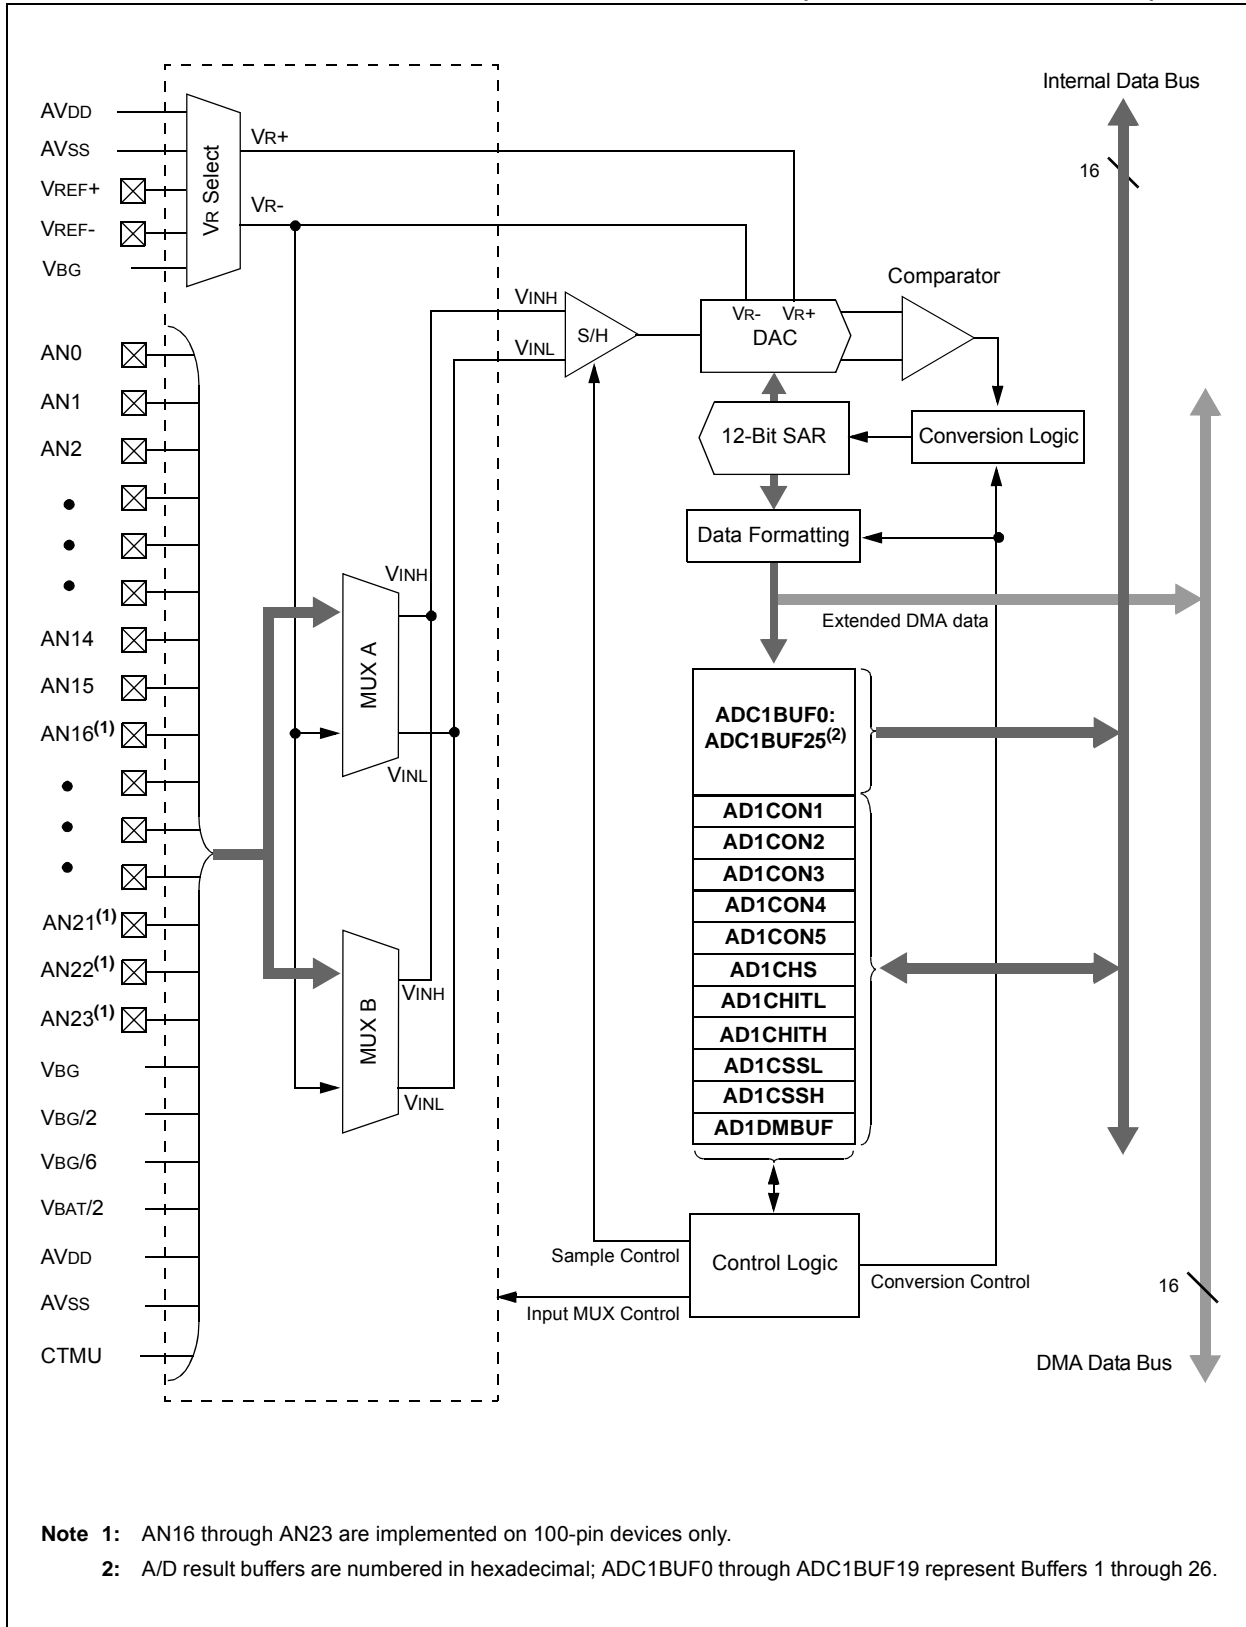 Internal Data Bus
AVDD
AVSS
VREF+
VREF-
VBG
VR Select
VR+
VR-
16
Comparator
VINH
VINL
S/H
VR- VR+
DAC
AN0
AN1
AN2
12-Bit SAR
Conversion Logic
Data Formatting
VINH
MUX A
VINL
Extended DMA data
AN14
AN15
AN16(1)
ADC1BUF0:
ADC1BUF25(2)
AD1CON1
AD1CON2
AD1CON3
AD1CON4
AD1CON5
AD1CHS
AD1CHITL
AD1CHITH
AD1CSSL
AD1CSSH
AD1DMBUF
AN21(1)
AN22(1)
AN23(1)
VINH
MUX B
VINL
VBG
VBG/2
VBG/6
VBAT/2
AVDD
AVSS
CTMU
Sample Control
Input MUX Control
Control Logic
Conversion Control
16
DMA Data Bus
Note 1: AN16 through AN23 are implemented on 100-pin devices only.
2: A/D result buffers are numbered in hexadecimal; ADC1BUF0 through ADC1BUF19 represent Buffers 1 through 26.